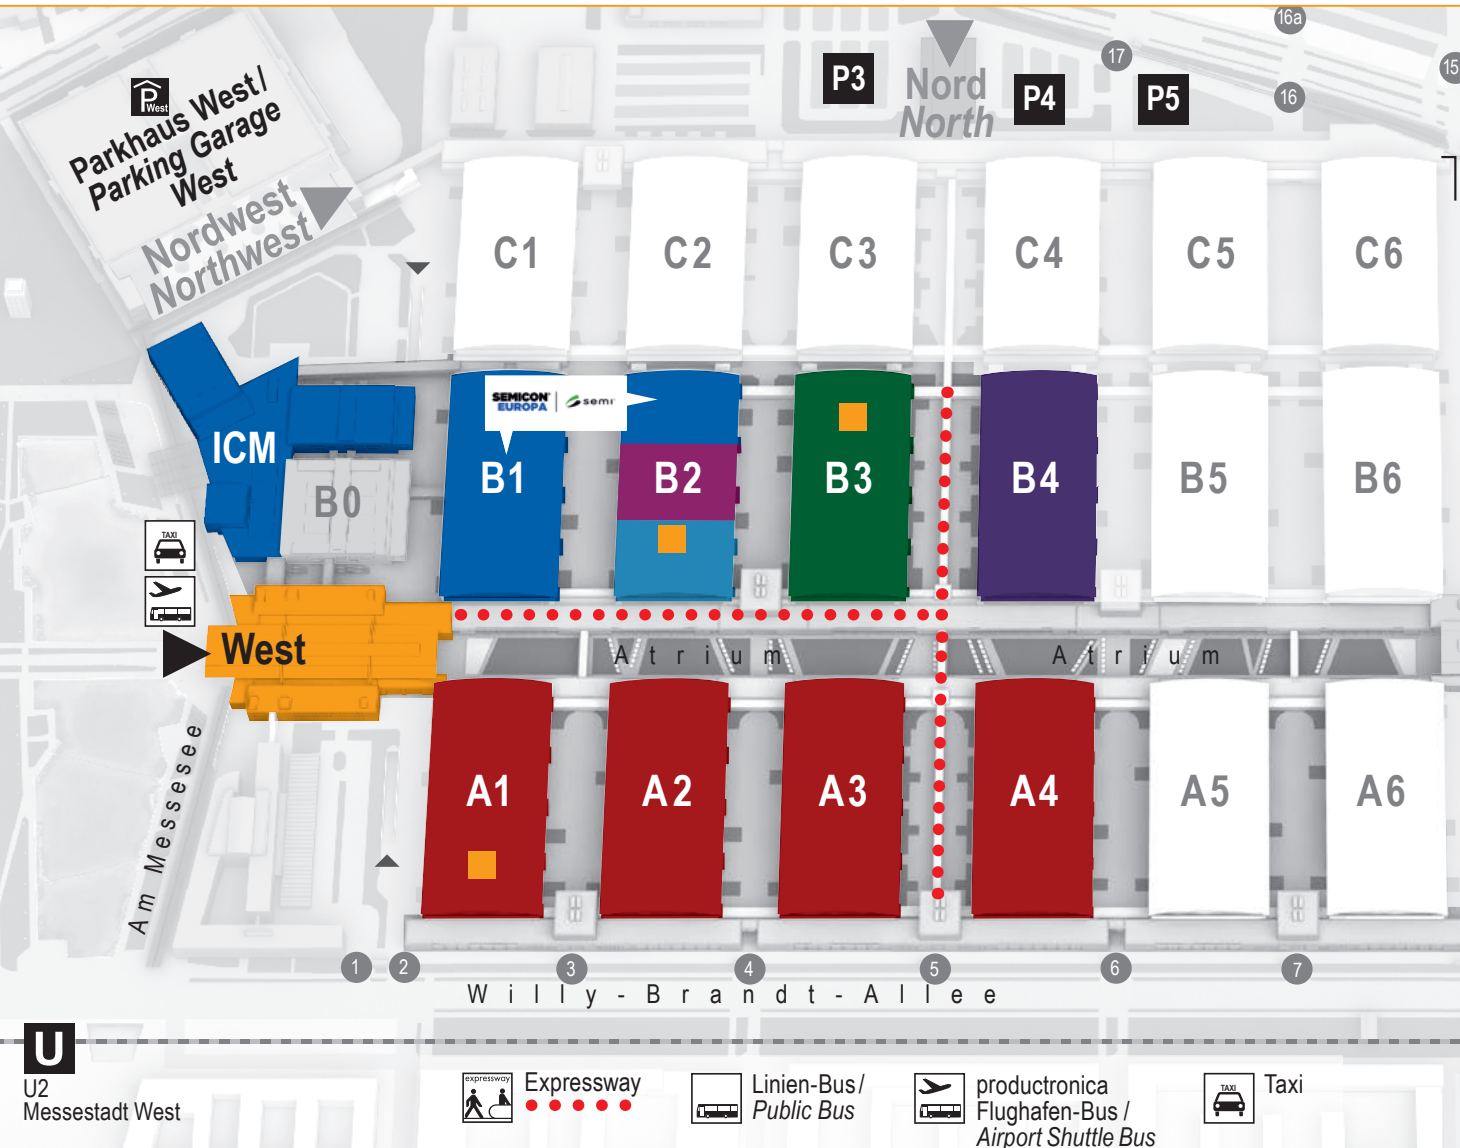 16a
17
15
16
P3
Nord
North
P4
P5
P
West
Parkhaus West/
Parking Garage
West
Nordwest
Northwest
C1
C2
C3
C4
C5
C6
SEMICON
EUROPA
semi
ICM
B0
B1
B2
B3
B4
B5
B6
TAXI
West
Atrium
Atrium
A1
A2
A3
A4
A5
A6
Am Messesee
1
2
3
4
5
6
7
Willy-Brandt-Allee
U
U2
Messestadt West
expressway
Expressway
Linien-Bus/
Public Bus
productronica
Flughafen-Bus /
Airport Shuttle Bus
TAXI
Taxi